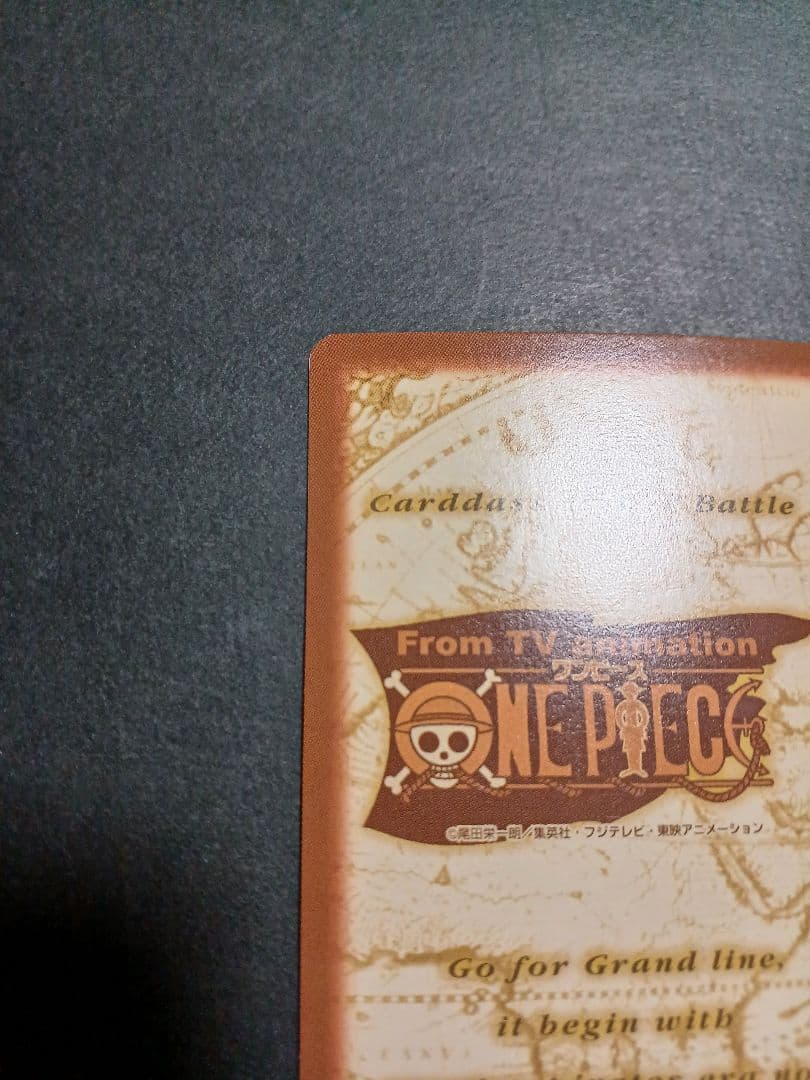 Carddass Battle
From TV animation
ワンピース
ONE PIECE
©尾田栄一郎/集英社・フジテレビ・東映アニメーション
Go for Grand line,
it begin with